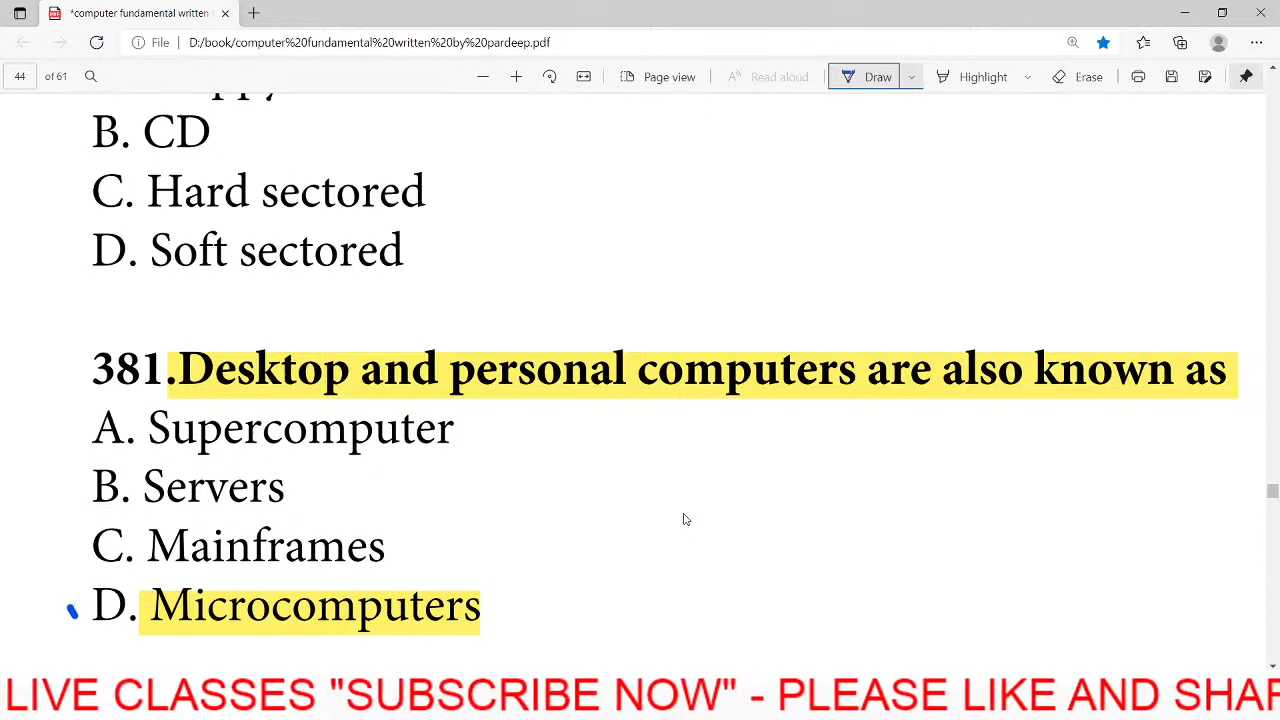 *computer fundamental written
File
D:/book/computer%20fundamental%20written%20by%20pardeep.pdf
44 of 61
Page view
Read aloud
Draw
Highlight
Erase
B. CD
C. Hard sectored
D. Soft sectored
381.Desktop and personal computers are also known as
A. Supercomputer
B. Servers
C. Mainframes
D. Microcomputers
LIVE CLASSES "SUBSCRIBE NOW" - PLEASE LIKE AND SHAR